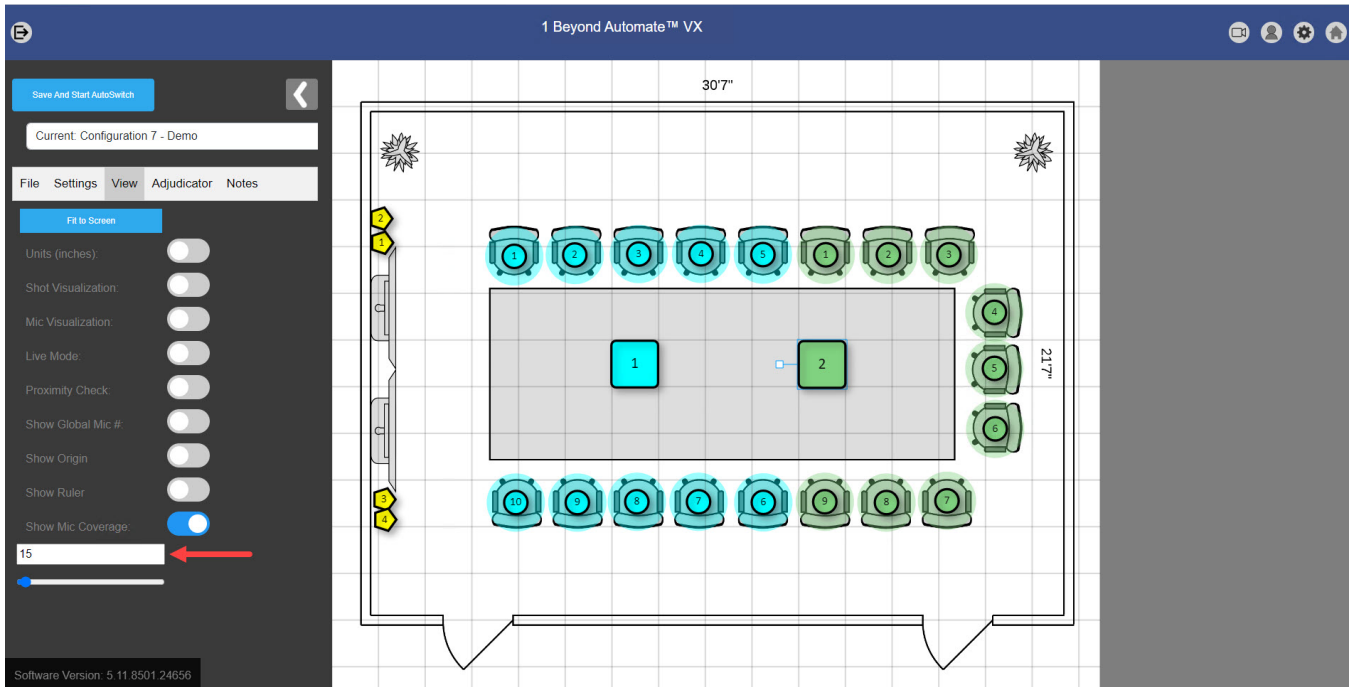 1 Beyond Automate™ VX
Save And Start AutoSwitch
Current: Configuration 7 - Demo
File Settings View Adjudicator Notes
Fit to Screen
Units (inches):
Shot Visualization:
Mic Visualization:
Live Mode:
Proximity Check:
Show Global Mic #:
Show Origin
Show Ruler
Show Mic Coverage:
15
Software Version: 5.11.8501.24656
30'7"
2
1
1 2 3 4 5 1 2 3
4
1 2 5
21'7"
6
3
4
10 9 8 7 6 9 8 7